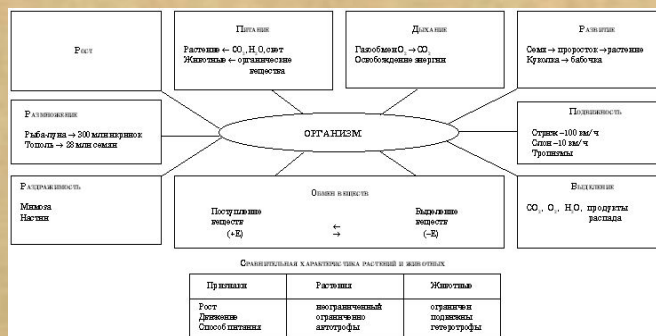 Рост
Питание
Растение ← CO₂, H₂O, свет
Животные ← органические
вещества
Дыхание
Газообмен O₂ → CO₂
Освобождение энергии
Развитие
Семя → проросток → растение
Куколка → бабочка
Размножение
Рыба-луна → 300 млн икринок
Тополь → 28 млн семян
ОРГАНИЗМ
Подвижность
Стриж –100 км/ч
Слон –10 км/ч
Тропизмы
Раздражимость
Мимоза
Настии
Обмен веществ
Поступление
веществ
(+E)
←
→
Выделение
веществ
(–E)
Выделение
CO₂, O₂, H₂O, продукты
распада
Сравнительная характеристика растений и животных
Признаки Растения Животные
Рост неограниченный ограничен
Движение ограниченно подвижны
Способ питания автотрофы гетеротрофы